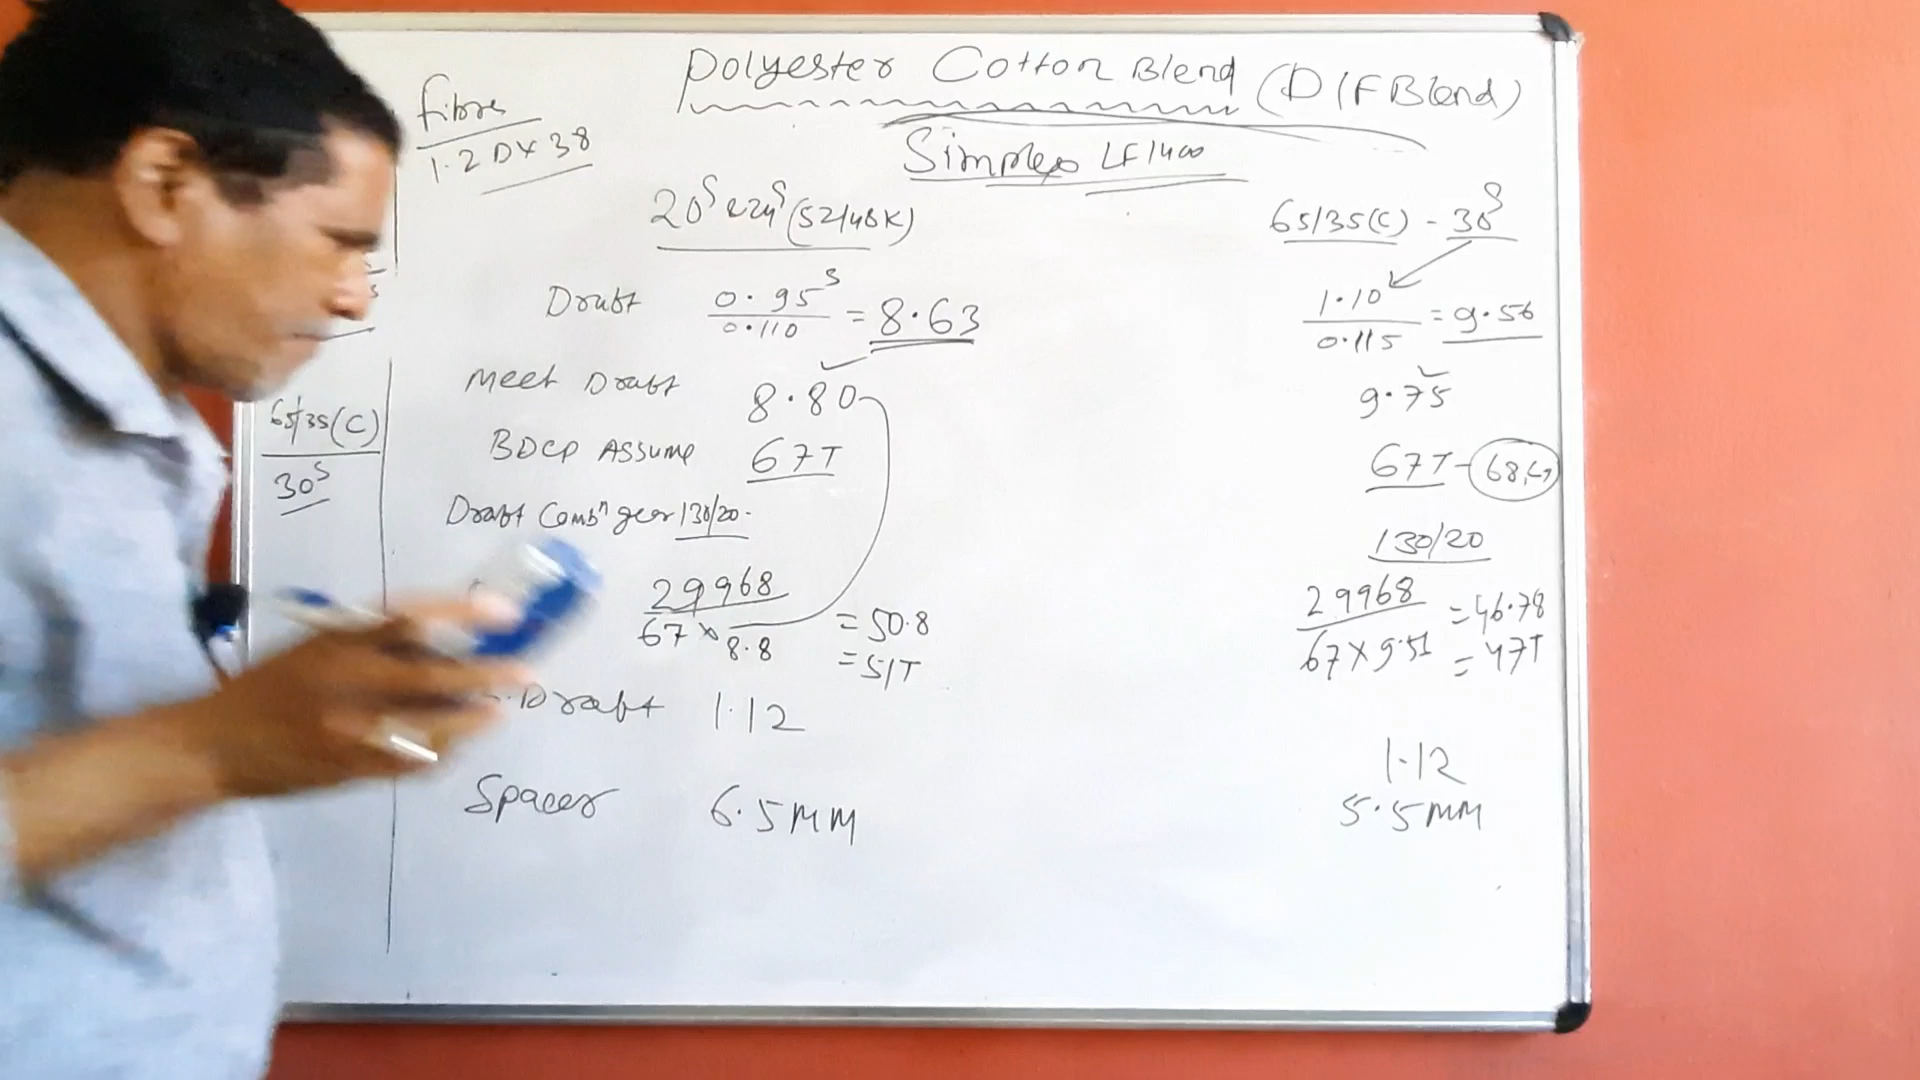 Polyester Cotton Blend (D/F Blend)
Simplex LF1400
Fibre
1.2D×38
65/35(C)
30s
20s & 24s (52/48K)
65/35(C) - 30s
Draft 0.95s / 0.110 = 8.63
1.10 / 0.115 = 9.56
Meet Draft 8.80
9.75
BDCP Assume 67T
67T - 68,
Draft Combn gear 130/20.
130/20
29968 / 67 × 8.8 = 50.8
= 51T
29968 / 67×9.51 = 46.78
= 47T
Draft 1.12
1.12
Spacer 6.5MM
5.5MM